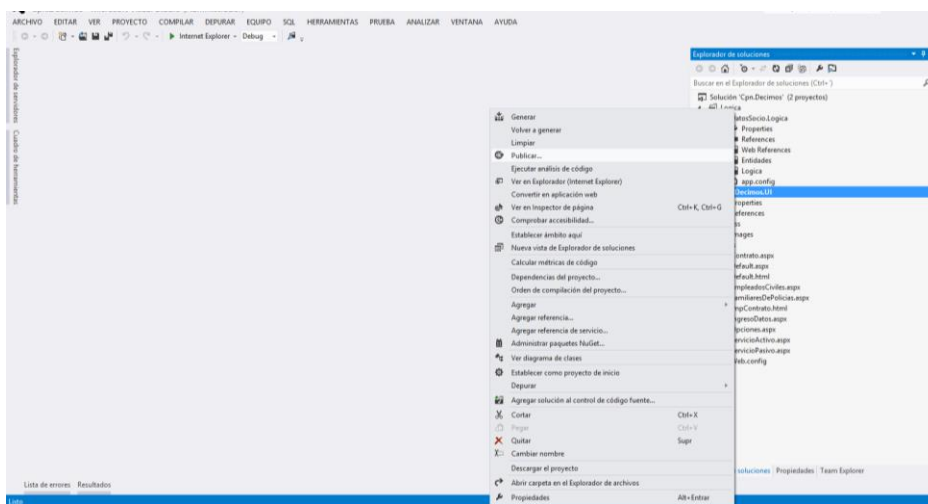 ARCHIVO EDITAR VER PROYECTO COMPILAR DEPURAR EQUIPO SQL HERRAMIENTAS PRUEBA ANALIZAR VENTANA AYUDA
Internet Explorer Debug
Explorador de servidores
Cuadro de herramientas
Explorador de soluciones
Buscar en el Explorador de soluciones (Ctrl+´)
Solución 'Cpn.Decimos' (2 proyectos)
Logica
atosSocio.Logica
Properties
References
Web References
Entidades
Logica
app.config
Decimos.UI
roperties
eferences
ss
mages
ontrato.aspx
efault.aspx
efault.html
mpleadosCiviles.aspx
amiliaresDePolicias.aspx
mpContrato.html
ngresoDatos.aspx
pciones.aspx
ervicioActivo.aspx
ervicioPasivo.aspx
eb.config
Generar
Volver a generar
Limpiar
Publicar...
Ejecutar análisis de código
Ver en Explorador (Internet Explorer)
Convertir en aplicación web
Ver en Inspector de página Ctrl+K, Ctrl+G
Comprobar accesibilidad...
Establecer ámbito aquí
Nueva vista de Explorador de soluciones
Calcular métricas de código
Dependencias del proyecto...
Orden de compilación del proyecto...
Agregar
Agregar referencia...
Agregar referencia de servicio...
Administrar paquetes NuGet...
Ver diagrama de clases
Establecer como proyecto de inicio
Depurar
Agregar solución al control de código fuente...
Cortar Ctrl+X
Pegar Ctrl+V
Quitar Supr
Cambiar nombre
Descargar el proyecto
Abrir carpeta en el Explorador de archivos
Propiedades Alt+Entrar
soluciones Propiedades Team Explorer
Lista de errores Resultados
Listo